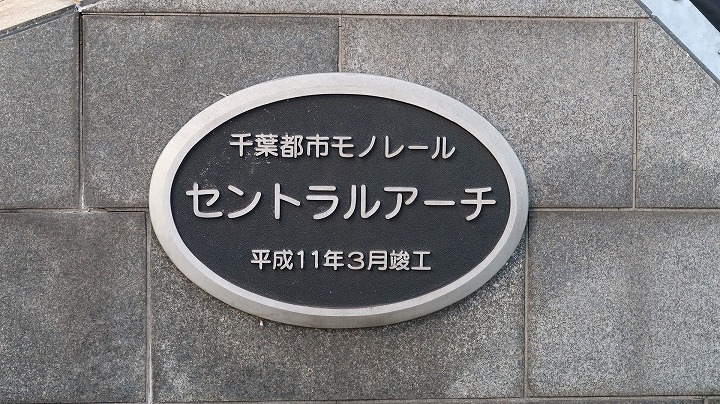 千葉都市モノレール
セントラルアーチ
平成11年3月竣工